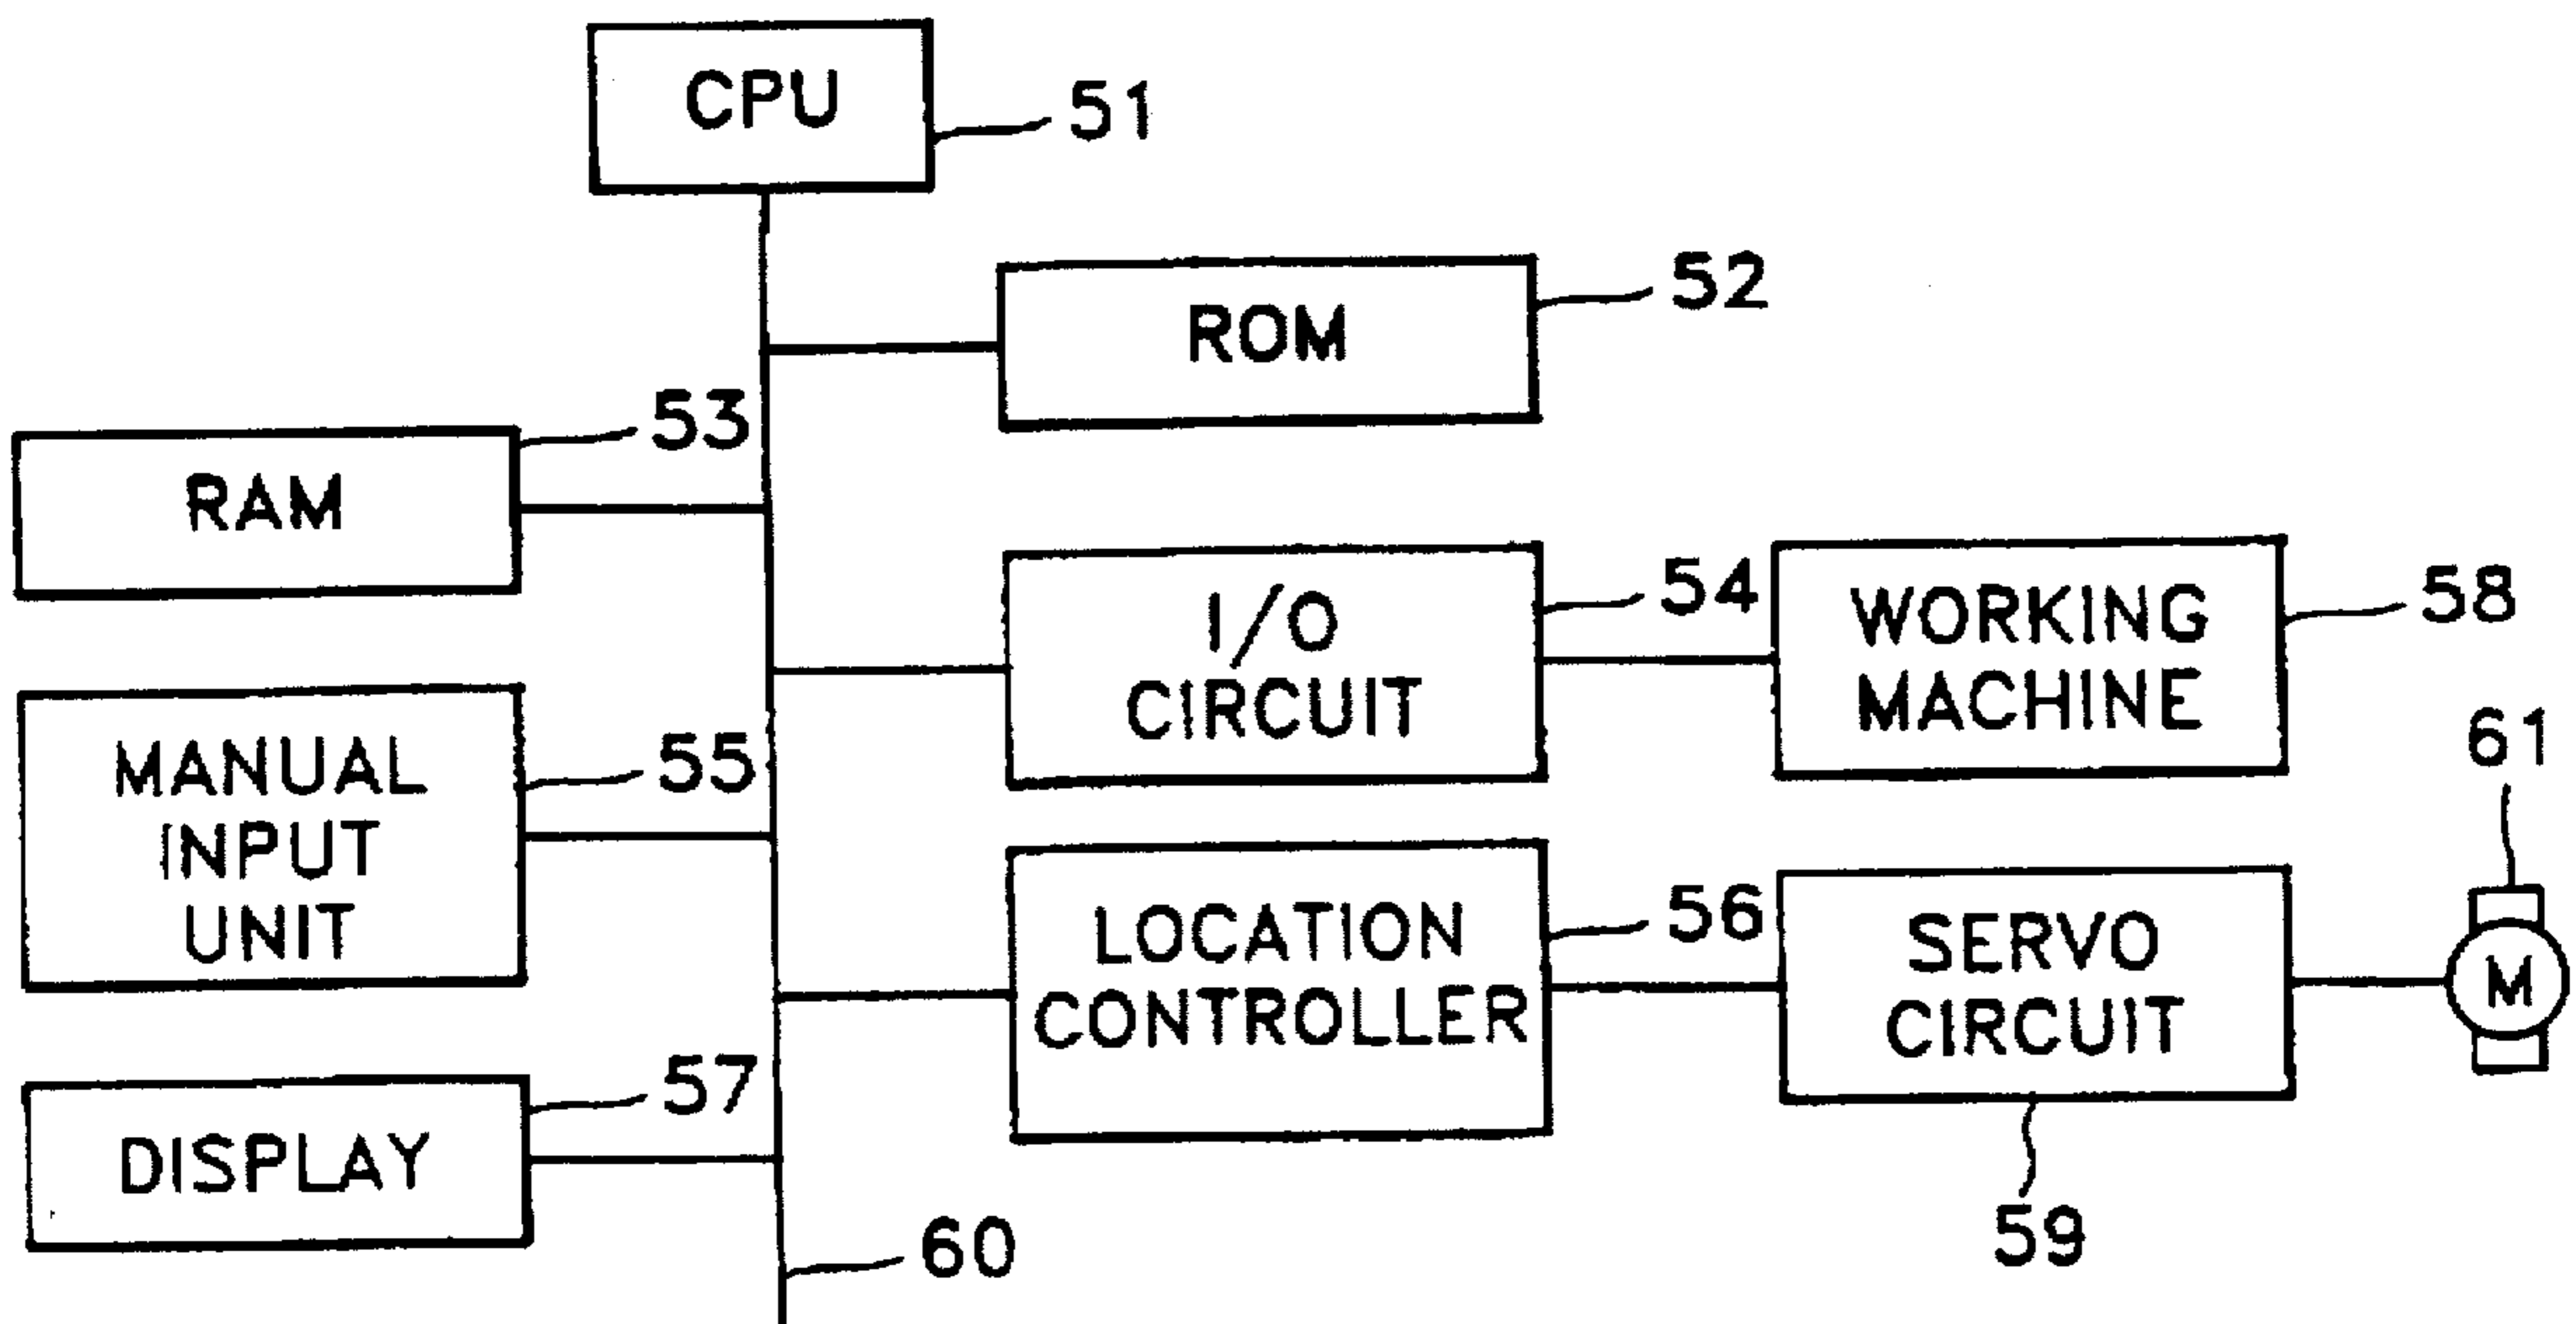 CPU
51
ROM
52
53
RAM
I/O
CIRCUIT
54
WORKING
MACHINE
58
MANUAL
INPUT
UNIT
55
61
LOCATION
CONTROLLER
56
SERVO
CIRCUIT
M
57
DISPLAY
59
60